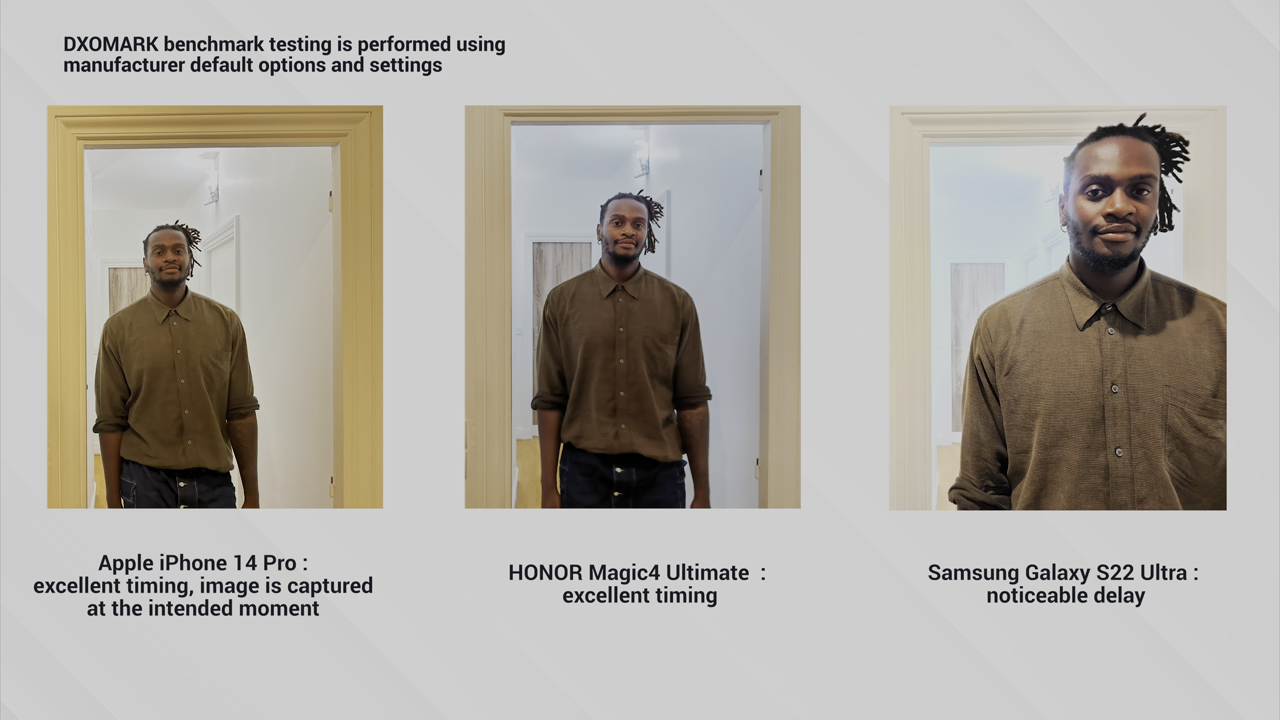 DXOMARK benchmark testing is performed using
manufacturer default options and settings
Apple iPhone 14 Pro :
excellent timing, image is captured
at the intended moment
HONOR Magic4 Ultimate  :
excellent timing
Samsung Galaxy S22 Ultra :
noticeable delay